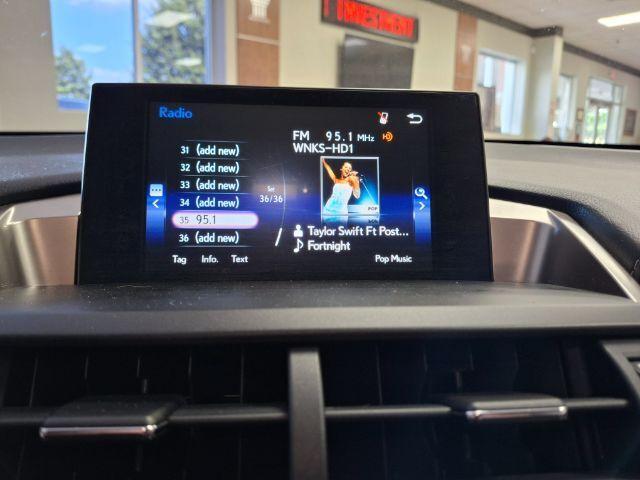 INVESTMENT
Radio
FM 95.1 MHz HD
WNKS-HD1
31 (add new)
32 (add new)
33 (add new)
34 (add new)
35 95.1
36 (add new)
Set
36/36
POP
Taylor Swift Ft Post...
Fortnight
Tag Info. Text
Pop Music